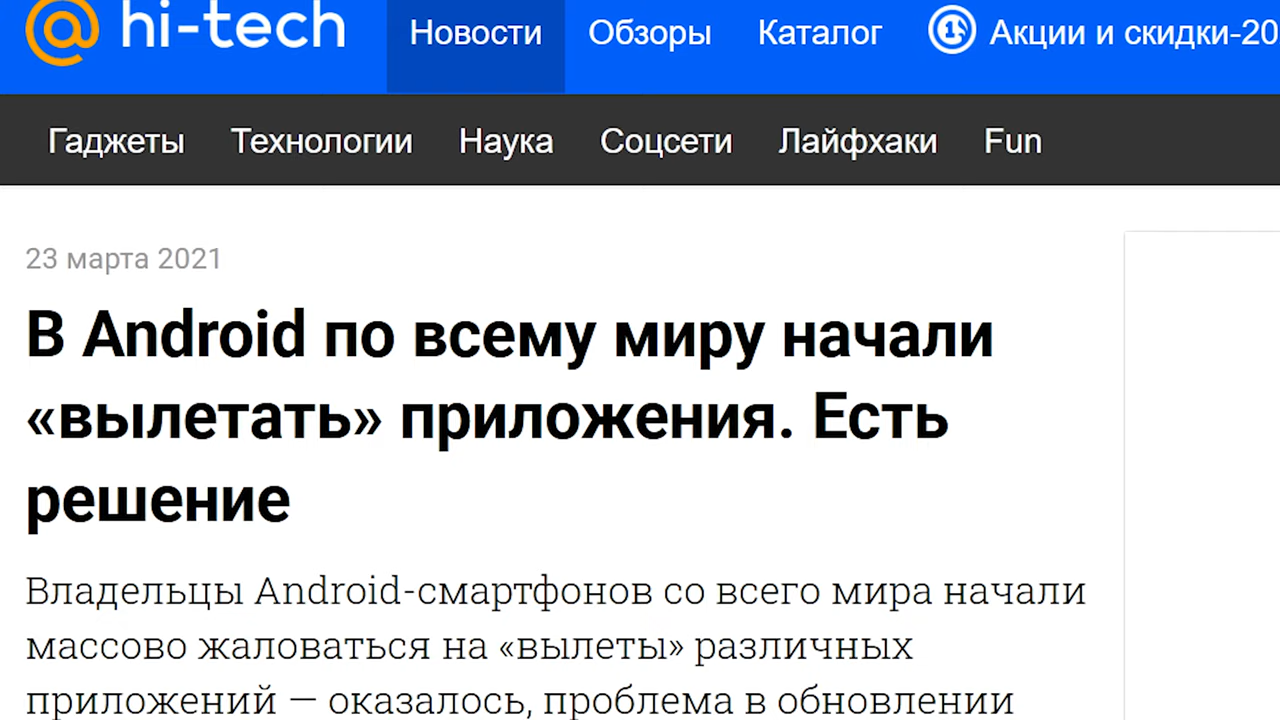 @ hi-tech Новости Обзоры Каталог Акции и скидки-20
Гаджеты Технологии Наука Соцсети Лайфхаки Fun
23 марта 2021
В Android по всему миру начали
«вылетать» приложения. Есть
решение
Владельцы Android-смартфонов со всего мира начали
массово жаловаться на «вылеты» различных
приложений — оказалось, проблема в обновлении